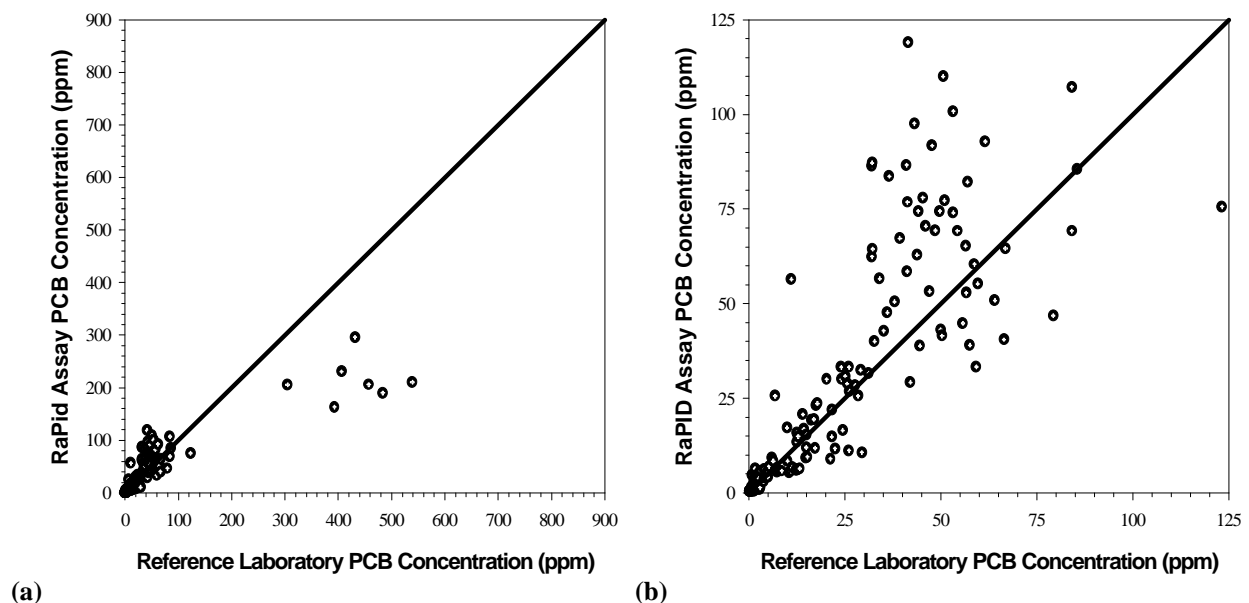 RaPid Assay PCB Concentration (ppm)
900
800
700
600
500
400
300
200
100
0
0 100 200 300 400 500 600 700 800 900
Reference Laboratory PCB Concentration (ppm)
(a)
RaPID Assay PCB Concentration (ppm)
125
100
75
50
25
0
0 25 50 75 100 125
Reference Laboratory PCB Concentration (ppm)
(b)